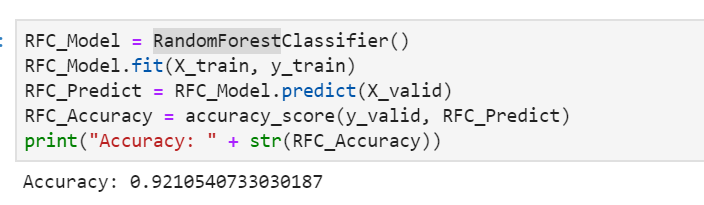 :
RFC_Model = RandomForestClassifier()
RFC_Model.fit(X_train, y_train)
RFC_Predict = RFC_Model.predict(X_valid)
RFC_Accuracy = accuracy_score(y_valid, RFC_Predict)
print("Accuracy: " + str(RFC_Accuracy))
Accuracy: 0.9210540733030187